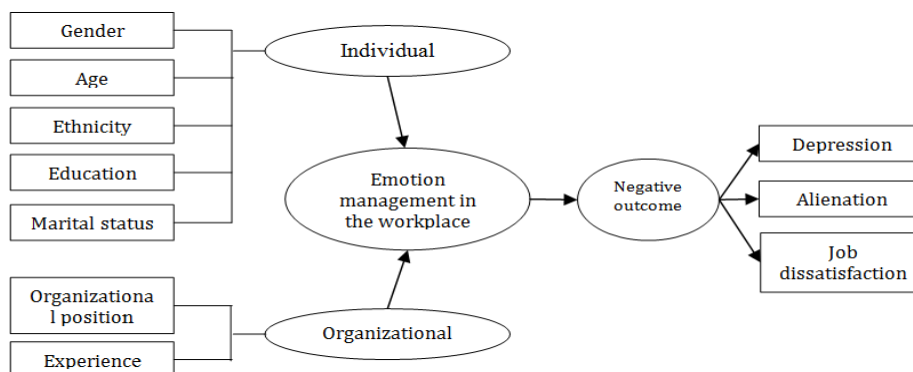 Gender
Age
Ethnicity
Education
Marital status
Organizationa
l position
Experience
Individual
Emotion
management in
the workplace
Organizational
Negative
outcome
Depression
Alienation
Job
dissatisfaction